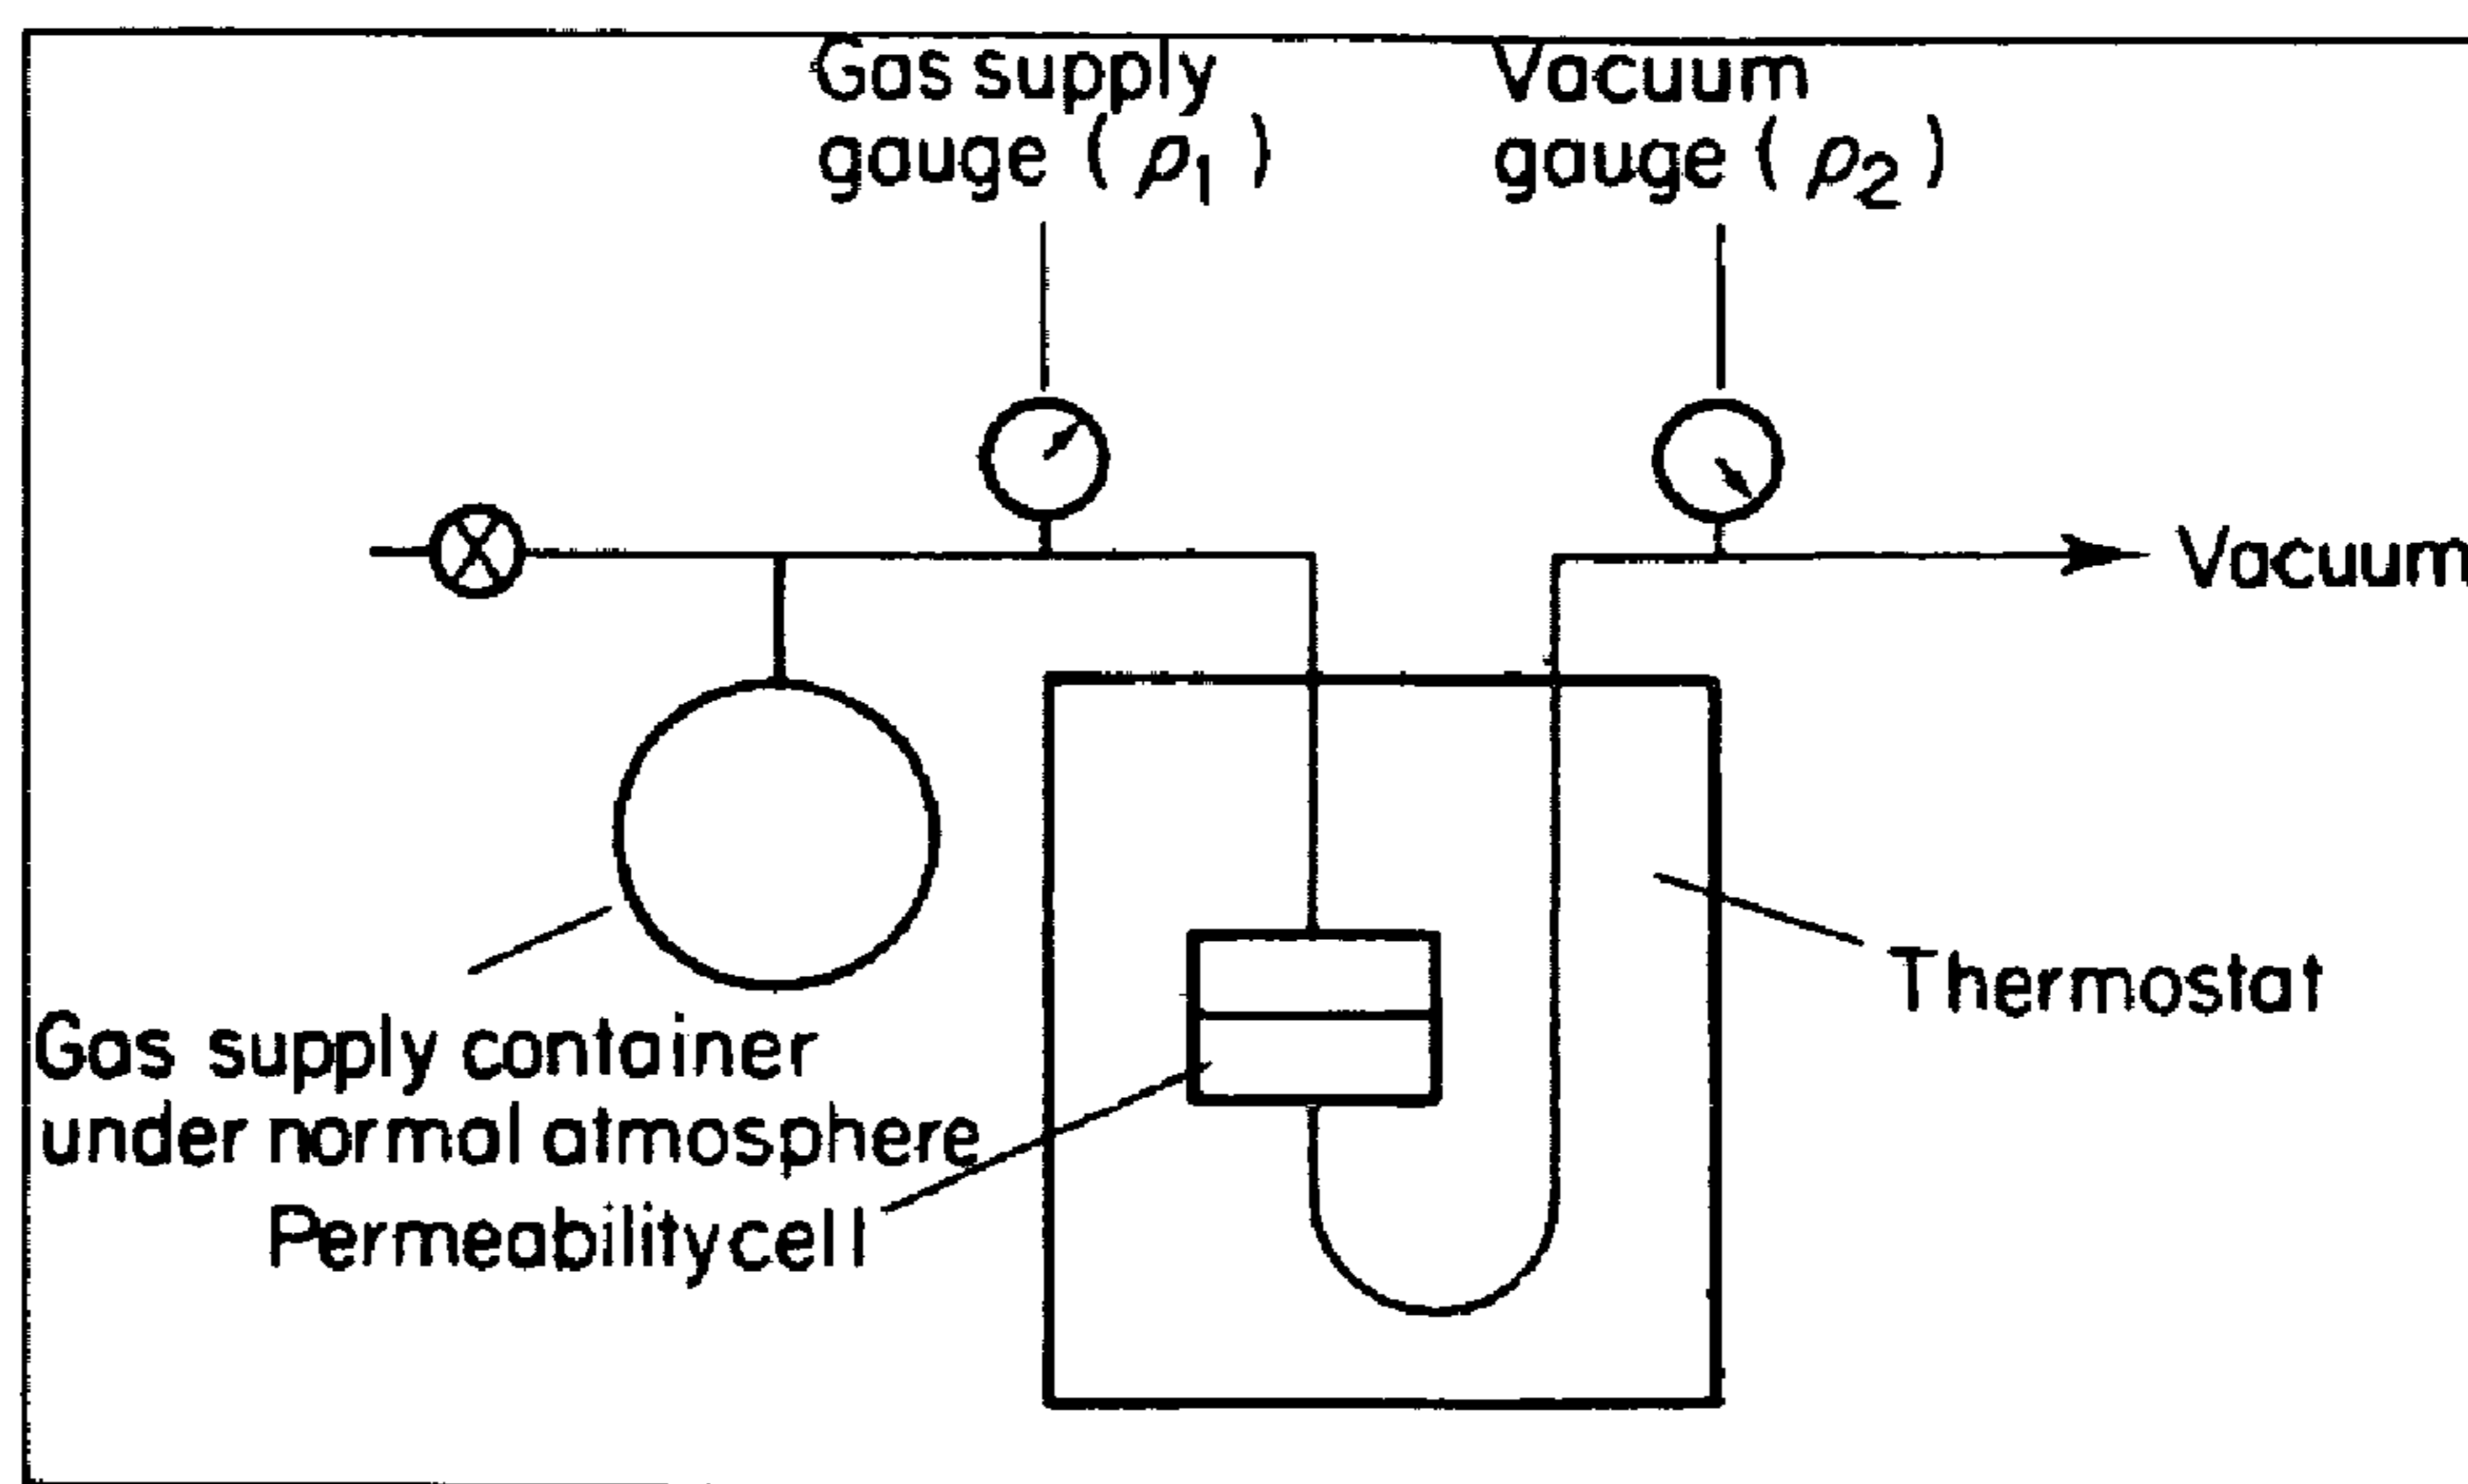 Gas supply
gauge (p₁)
Vacuum
gauge (p₂)
Vacuum
Thermostat
Gas supply container
under normal atmosphere
Permeability cell